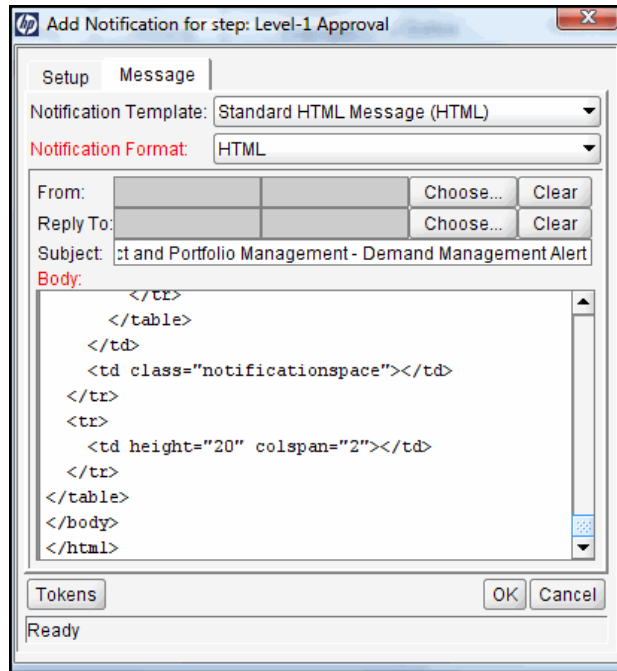 hp Add Notification for step: Level-1 Approval
Setup Message
Notification Template: Standard HTML Message (HTML)
Notification Format: HTML
From: Choose... Clear
Reply To: Choose... Clear
Subject: ct and Portfolio Management - Demand Management Alert
Body:
</tr>
</table>
</td>
<td class="notificationspace"></td>
</tr>
<tr>
<td height="20" colspan="2"></td>
</tr>
</table>
</body>
</html>
Tokens OK Cancel
Ready